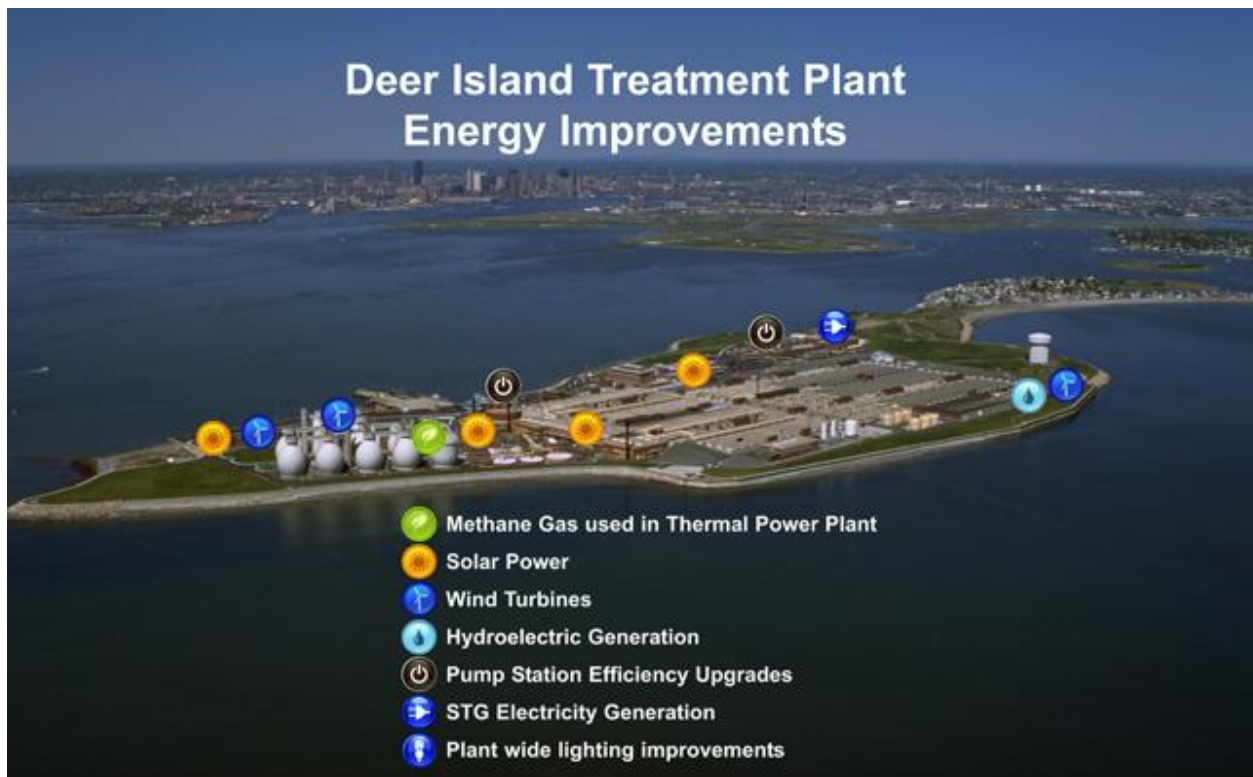 Deer Island Treatment Plant
Energy Improvements
Methane Gas used in Thermal Power Plant
Solar Power
Wind Turbines
Hydroelectric Generation
Pump Station Efficiency Upgrades
STG Electricity Generation
Plant wide lighting improvements